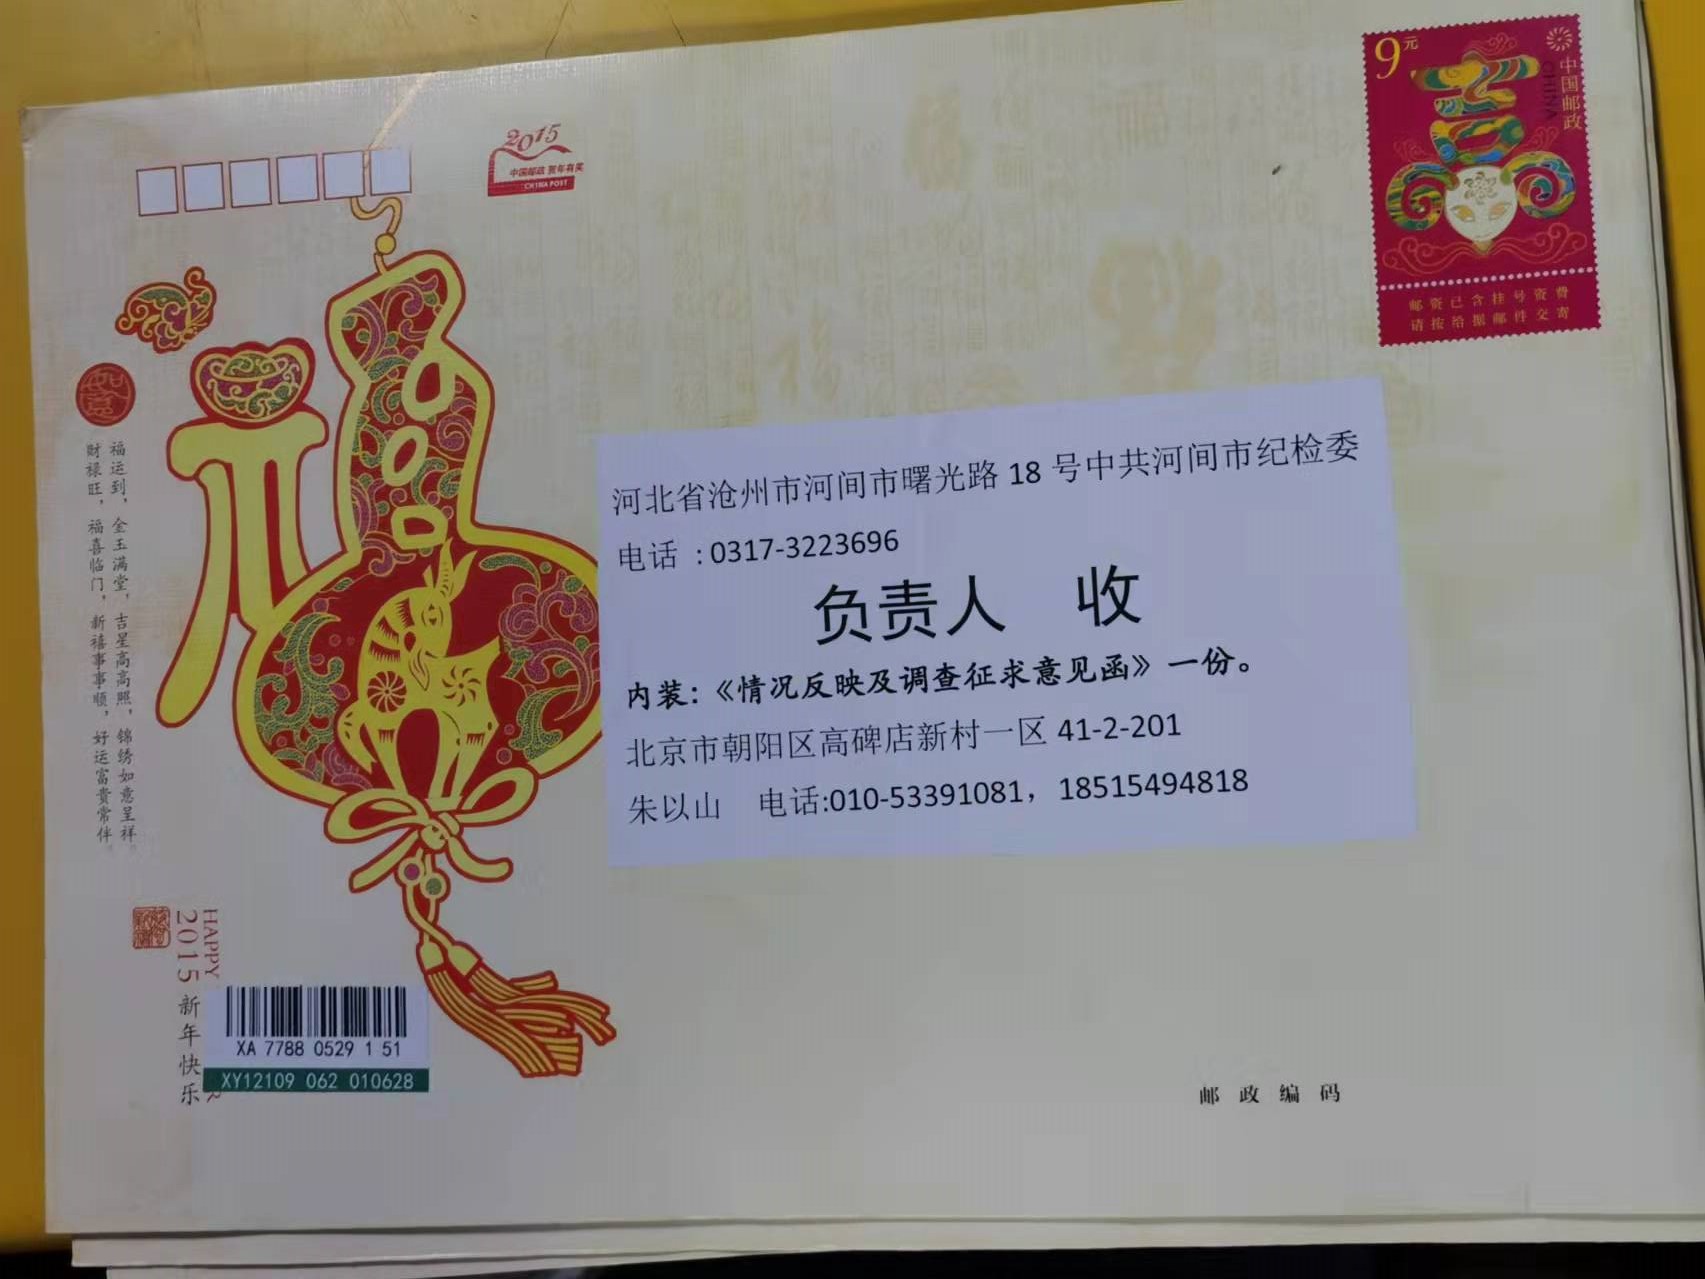 2015
中国邮政 贺年有奖
CHINA POST
9元
中国邮政
CHINA
邮资已含挂号资费
请按给据邮件交寄
如意
福运到，金玉满堂，吉星高高照，锦绣如意呈祥。
财禄旺，福喜临门，新禧事事顺，好运富贵常伴。
河北省沧州市河间市曙光路 18 号中共河间市纪检委
电话 ：0317-3223696
负责人 收
内装：《情况反映及调查征求意见函》一份。
北京市朝阳区高碑店新村一区 41-2-201
朱以山 电话:010-53391081，18515494818
HAPPY
2015 新年快乐
XA 7788 0529 1 51
XY12109 062 010628
邮政编码